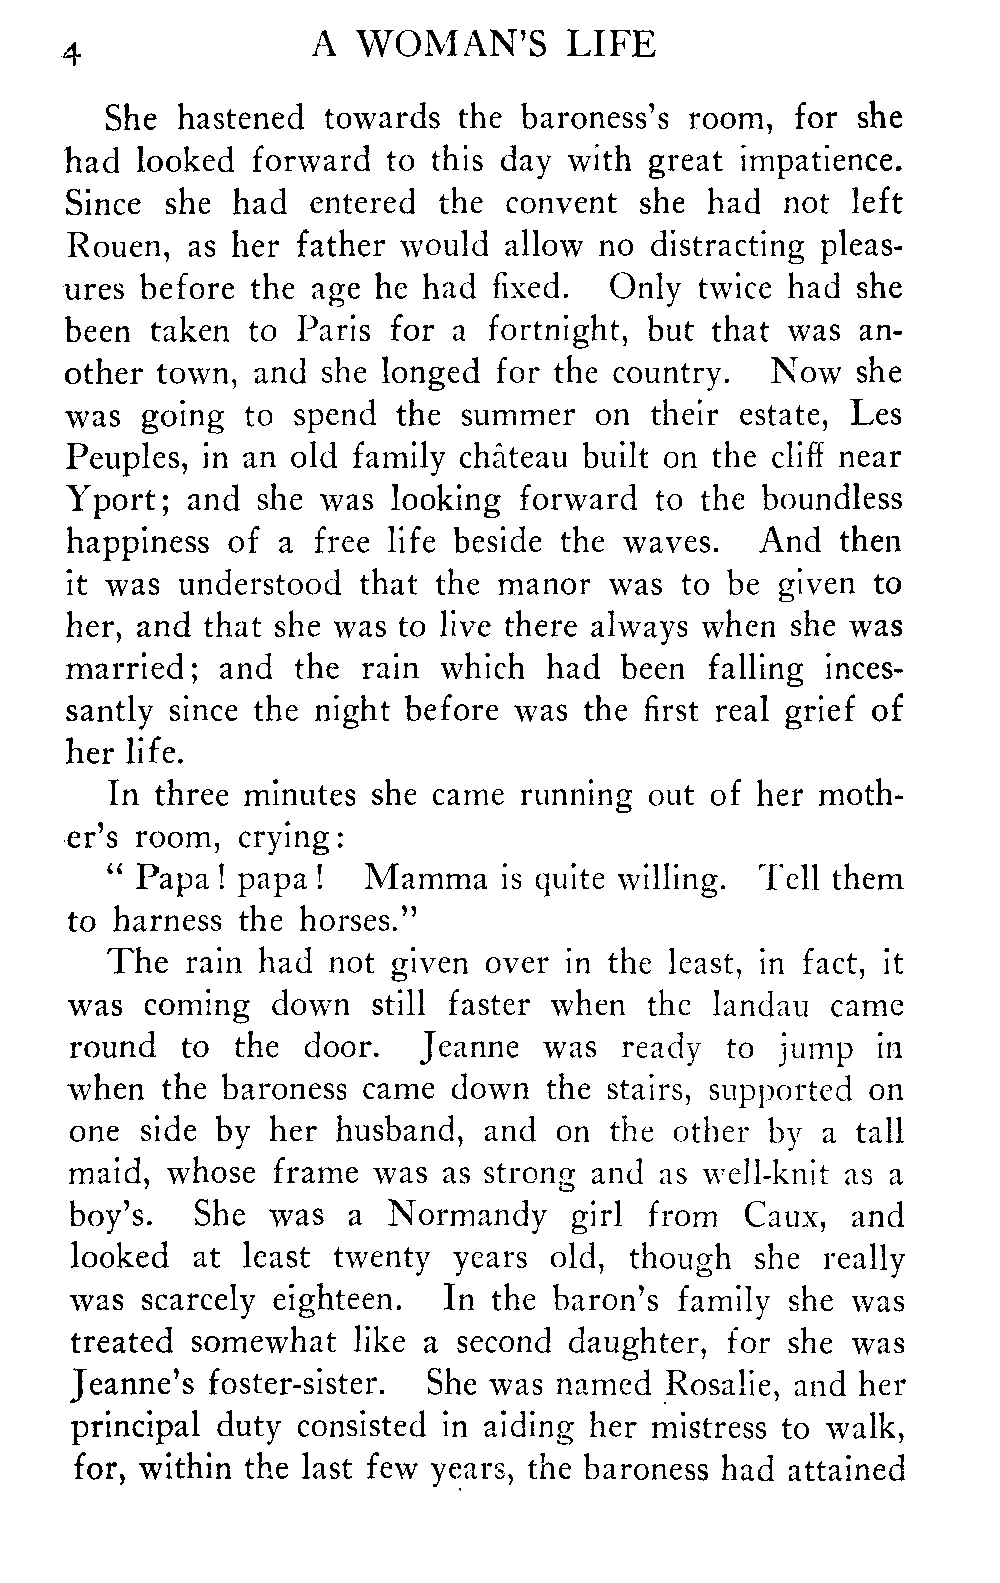 4 A WOMAN'S LIFE
She hastened towards the baroness's room, for she
had looked forward to this day with great impatience.
Since she had entered the convent she had not left
Rouen, as her father would allow no distracting pleas-
ures before the age he had fixed. Only twice had she
been taken to Paris for a fortnight, but that was an-
other town, and she longed for the country. Now she
was going to spend the summer on their estate, Les
Peuples, in an old family château built on the cliff near
Yport; and she was looking forward to the boundless
happiness of a free life beside the waves. And then
it was understood that the manor was to be given to
her, and that she was to live there always when she was
married; and the rain which had been falling inces-
santly since the night before was the first real grief of
her life.
In three minutes she came running out of her moth-
er's room, crying:
" Papa ! papa ! Mamma is quite willing. Tell them
to harness the horses."
The rain had not given over in the least, in fact, it
was coming down still faster when the landau came
round to the door. Jeanne was ready to jump in
when the baroness came down the stairs, supported on
one side by her husband, and on the other by a tall
maid, whose frame was as strong and as well-knit as a
boy's. She was a Normandy girl from Caux, and
looked at least twenty years old, though she really
was scarcely eighteen. In the baron's family she was
treated somewhat like a second daughter, for she was
Jeanne's foster-sister. She was named Rosalie, and her
principal duty consisted in aiding her mistress to walk,
for, within the last few years, the baroness had attained